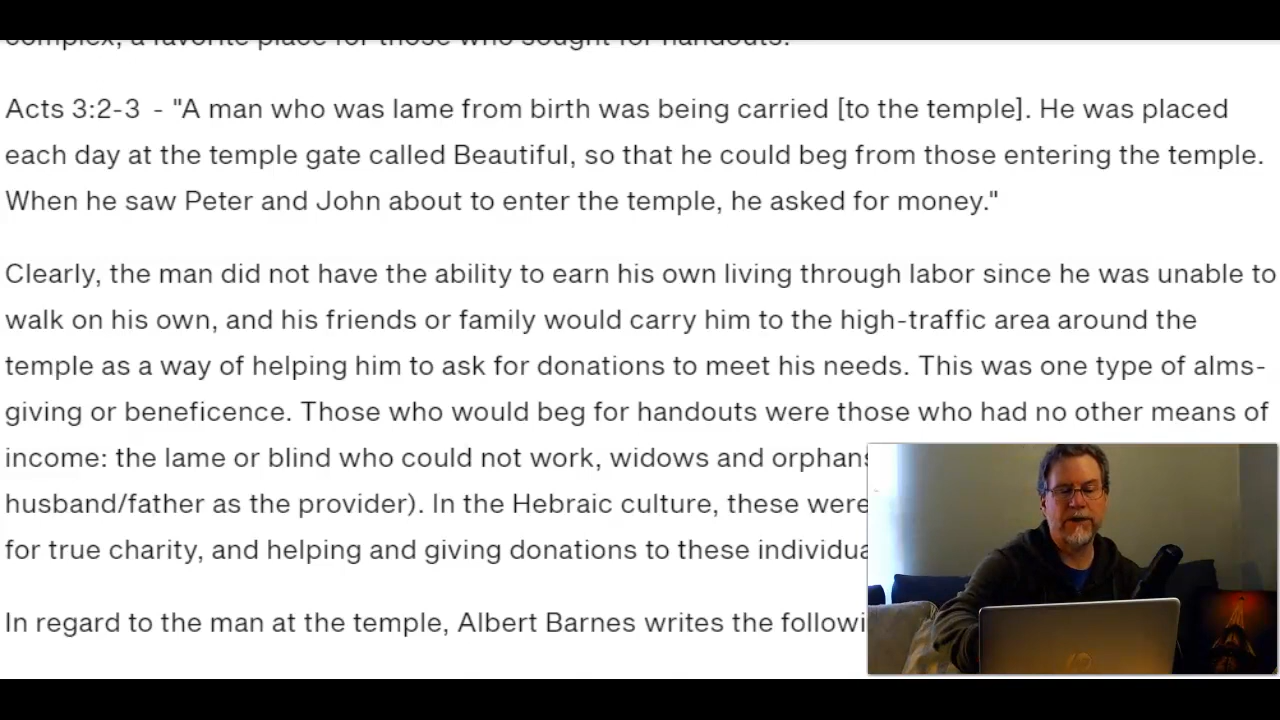 complex, a favorite place for those who sought for handouts.
Acts 3:2-3 - "A man who was lame from birth was being carried [to the temple]. He was placed
each day at the temple gate called Beautiful, so that he could beg from those entering the temple.
When he saw Peter and John about to enter the temple, he asked for money."
Clearly, the man did not have the ability to earn his own living through labor since he was unable to
walk on his own, and his friends or family would carry him to the high-traffic area around the
temple as a way of helping him to ask for donations to meet his needs. This was one type of alms-
giving or beneficence. Those who would beg for handouts were those who had no other means of
income: the lame or blind who could not work, widows and orphans
husband/father as the provider). In the Hebraic culture, these were
for true charity, and helping and giving donations to these
In regard to the man at the temple, Albert Barnes writes the